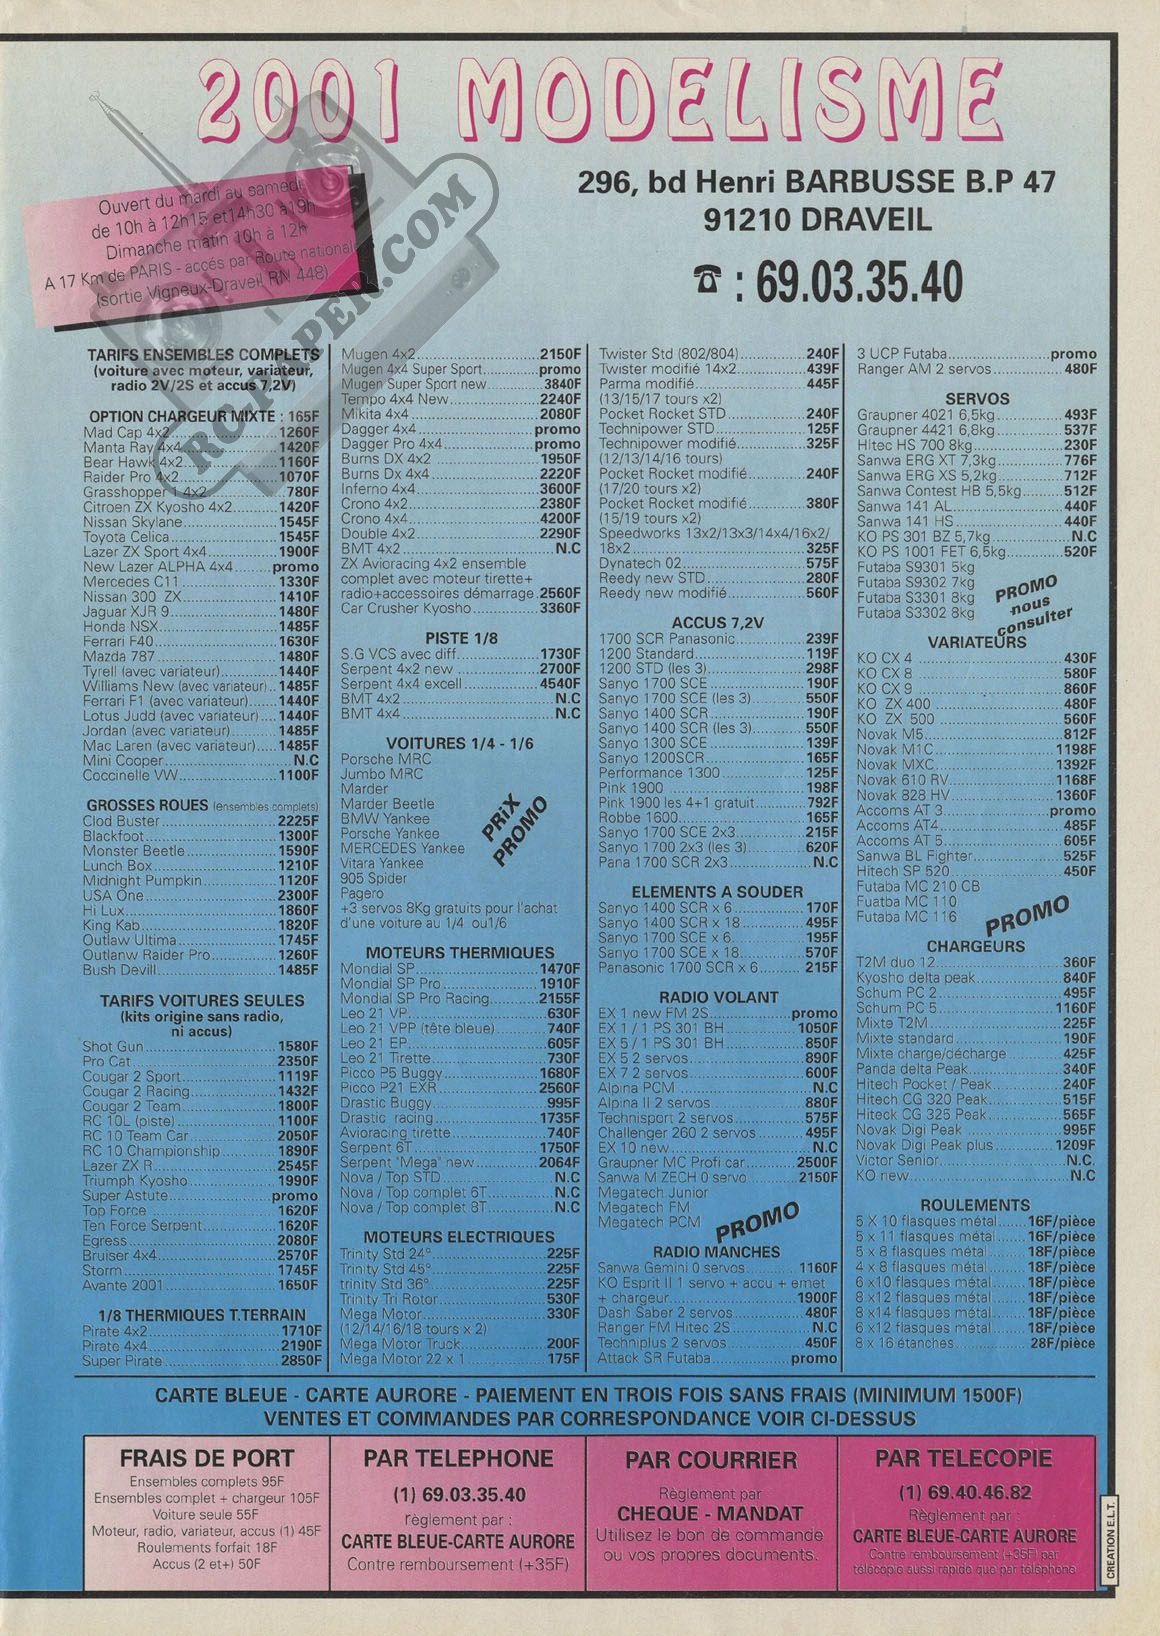 2001 MODELISME
296, bd Henri BARBUSSE B.P 47
91210 DRAVEIL
☎ : 69.03.35.40
Ouvert du mardi au samedi
de 10h à 12h15 et14h30 à19h
Dimanche matin 10h à 12h
A 17 Km de PARIS - accés par Route nationale
(sortie Vigneux-Draveil RN 448)
RC-PAPER.COM
TARIFS ENSEMBLES COMPLETS
(voiture avec moteur, variateur,
radio 2V/2S et accus 7,2V)
OPTION CHARGEUR MIXTE : 165F
Mad Cap 4x2 1260F
Manta Ray 4x4 1420F
Bear Hawk 4x2 1160F
Raider Pro 4x2 1070F
Grasshopper 4x2 780F
Citroen ZX Kyosho 4x2 1420F
Nissan Skylane 1545F
Toyota Celica 1545F
Lazer ZX Sport 4x4 1900F
New Lazer ALPHA 4x4 promo
Mercedes C11 1330F
Nissan 300 ZX 1410F
Jaguar XJR 9 1480F
Honda NSX 1485F
Ferrari F40 1630F
Mazda 787 1480F
Tyrell (avec variateur) 1440F
Williams New (avec variateur) 1485F
Ferrari F1 (avec variateur) 1440F
Lotus Judd (avec variateur) 1440F
Jordan (avec variateur) 1485F
Mac Laren (avec variateur) 1485F
Mini Cooper N.C
Coccinelle VW 1100F
GROSSES ROUES (ensembles complets)
Clod Buster 2225F
Blackfoot 1300F
Monster Beetle 1590F
Lunch Box 1210F
Midnight Pumpkin 1120F
USA One 2300F
Hi Lux 1860F
King Kab 1820F
Outlaw Ultima 1745F
Outlanw Raider Pro 1260F
Bush Devill 1485F
TARIFS VOITURES SEULES
(kits origine sans radio,
ni accus)
Shot Gun 1580F
Pro Cat 2350F
Cougar 2 Sport 1119F
Cougar 2 Racing 1432F
Cougar 2 Team 1800F
RC 10L (piste) 1100F
RC 10 Team Car 2050F
RC 10 Championship 1890F
Lazer ZX R 2545F
Triumph Kyosho 1990F
Super Astute promo
Top Force 1620F
Ten Force Serpent 1620F
Egress 2080F
Bruiser 4x4 2570F
Storm 1745F
Avante 2001 1650F
1/8 THERMIQUES T.TERRAIN
Pirate 4x2 1710F
Pirate 4x4 2190F
Super Pirate 2850F
Mugen 4x2 2150F
Mugen 4x4 Super Sport promo
Mugen Super Sport new 3840F
Tempo 4x4 New 2240F
Mikita 4x4 2080F
Dagger 4x4 promo
Dagger Pro 4x4 promo
Burns DX 4x2 1950F
Burns Dx 4x4 2220F
Inferno 4x4 3600F
Crono 4x2 2380F
Crono 4x4 4200F
Double 4x2 2290F
BMT 4x2 N.C
ZX Avioracing 4x2 ensemble
complet avec moteur tirette+
radio+accessoires démarrage 2560F
Car Crusher Kyosho 3360F
PISTE 1/8
S.G VCS avec diff 1730F
Serpent 4x2 new 2700F
Serpent 4x4 excell 4540F
BMT 4x2 N.C
BMT 4x4 N.C
VOITURES 1/4 - 1/6
Porsche MRC
Jumbo MRC
Marder
Marder Beetle
BMW Yankee
Porsche Yankee
MERCEDES Yankee
Vitara Yankee
905 Spider
Pagero
PRiX
PROMO
+3 servos 8Kg gratuits pour l'achat
d'une voiture au 1/4 ou1/6
MOTEURS THERMIQUES
Mondial SP 1470F
Mondial SP Pro 1910F
Mondial SP Pro Racing 2155F
Leo 21 VP 630F
Leo 21 VPP (tête bleue) 740F
Leo 21 EP 605F
Leo 21 Tirette 730F
Picco P5 Buggy 1680F
Picco P21 EXR 2560F
Drastic Buggy 995F
Drastic racing 1735F
Avioracing tirette 740F
Serpent 6T 1750F
Serpent "Mega" new 2064F
Nova / Top STD N.C
Nova / Top complet 6T N.C
Nova / Top complet 8T N.C
MOTEURS ELECTRIQUES
Trinity Std 24° 225F
Trinity Std 45° 225F
trinity Std 36° 225F
Trinity Tri Rotor 530F
Mega Motor 330F
(12/14/16/18 tours x 2)
Mega Motor Truck 200F
Mega Motor 22 x 1 175F
Twister Std (802/804) 240F
Twister modifié 14x2 439F
Parma modifié 445F
(13/15/17 tours x2)
Pocket Rocket STD 240F
Technipower STD 125F
Technipower modifié 325F
(12/13/14/16 tours)
Pocket Rocket modifié 240F
(17/20 tours x2)
Pocket Rocket modifié 380F
(15/19 tours x2)
Speedworks 13x2/13x3/14x4/16x2/
18x2 325F
Dynatech 02 575F
Reedy new STD 280F
Reedy new modifié 560F
ACCUS 7,2V
1700 SCR Panasonic 239F
1200 Standard 119F
1200 STD (les 3) 298F
Sanyo 1700 SCE 190F
Sanyo 1700 SCE (les 3) 550F
Sanyo 1400 SCR 190F
Sanyo 1400 SCR (les 3) 550F
Sanyo 1300 SCE 139F
Sanyo 1200SCR 165F
Performance 1300 125F
Pink 1900 198F
Pink 1900 les 4+1 gratuit 792F
Robbe 1600 165F
Sanyo 1700 SCE 2x3 215F
Sanyo 1700 2x3 (les 3) 620F
Pana 1700 SCR 2x3 N.C
ELEMENTS A SOUDER
Sanyo 1400 SCR x 6 170F
Sanyo 1400 SCR x 18 495F
Sanyo 1700 SCE x 6 195F
Sanyo 1700 SCE x 18 570F
Panasonic 1700 SCR x 6 215F
RADIO VOLANT
EX 1 new FM 2S promo
EX 1 / 1 PS 301 BH 1050F
EX 5 / 1 PS 301 BH 850F
EX 5 2 servos 890F
EX 7 2 servos 600F
Alpina PCM N.C
Alpina II 2 servos 880F
Technisport 2 servos 575F
Challenger 260 2 servos 495F
EX 10 new N.C
Graupner MC Profi car 2500F
Sanwa M ZECH 0 servo 2150F
Megatech Junior
Megatech FM
Megatech PCM
PROMO
RADIO MANCHES
Sanwa Gemini 0 servos 1160F
KO Esprit II 1 servo + accu + emet
+ chargeur 1900F
Dash Saber 2 servos 480F
Ranger FM Hitec 2S N.C
Techniplus 2 servos 450F
Attack SR Futaba promo
3 UCP Futaba promo
Ranger AM 2 servos 480F
SERVOS
Graupner 4021 6,5kg 493F
Graupner 4421 6,8kg 537F
Hitec HS 700 8kg 230F
Sanwa ERG XT 7,3kg 776F
Sanwa ERG XS 5,2kg 712F
Sanwa Contest HB 5,5kg 512F
Sanwa 141 AL 440F
Sanwa 141 HS 440F
KO PS 301 BZ 5,7kg N.C
KO PS 1001 FET 6,5kg 520F
Futaba S9301 5kg
Futaba S9302 7kg
Futaba S3301 8kg
Futaba S3302 8kg
PROMO
nous
consulter
VARIATEURS
KO CX 4 430F
KO CX 8 580F
KO CX 9 860F
KO ZX 400 480F
KO ZX 500 560F
Novak M5 812F
Novak M1C 1198F
Novak MXC 1392F
Novak 610 RV 1168F
Novak 828 HV 1360F
Accoms AT 3 promo
Accoms AT4 485F
Accoms AT 5 605F
Sanwa BL Fighter 525F
Hitech SP 520 450F
Futaba MC 210 CB
Fuatba MC 110
Futaba MC 116
PROMO
CHARGEURS
T2M duo 12 360F
Kyosho delta peak 840F
Schum PC 2 495F
Schum PC 5 1160F
Mixte T2M 225F
Mixte standard 190F
Mixte charge/décharge 425F
Panda delta Peak 340F
Hitech Pocket / Peak 240F
Hitech CG 320 Peak 515F
Hiteck CG 325 Peak 565F
Novak Digi Peak 995F
Novak Digi Peak plus 1209F
Victor Senior N.C.
KO new N.C
ROULEMENTS
5 X 10 flasques métal 16F/pièce
5 x 11 flasques métal 16F/pièce
5 x 8 flasques métal 18F/pièce
4 x 8 flasques métal 18F/pièce
6 x10 flasques métal 18F/pièce
8 x12 flasques métal 18F/pièce
8 x14 flasques métal 18F/pièce
6 x12 flasques métal 18F/pièce
8 x 16 étanches 28F/pièce
CARTE BLEUE - CARTE AURORE - PAIEMENT EN TROIS FOIS SANS FRAIS (MINIMUM 1500F)
VENTES ET COMMANDES PAR CORRESPONDANCE VOIR CI-DESSUS
FRAIS DE PORT
Ensembles complets 95F
Ensembles complet + chargeur 105F
Voiture seule 55F
Moteur, radio, variateur, accus (1) 45F
Roulements forfait 18F
Accus (2 et+) 50F
PAR TELEPHONE
(1) 69.03.35.40
règlement par :
CARTE BLEUE-CARTE AURORE
Contre remboursement (+35F)
PAR COURRIER
Règlement par
CHEQUE - MANDAT
Utilisez le bon de commande
ou vos propres documents.
PAR TELECOPIE
(1) 69.40.46.82
Règlement par :
CARTE BLEUE-CARTE AURORE
Contre remboursement (+35F) par
télécopie aussi rapide que par téléphone
CREATION E.L.T.